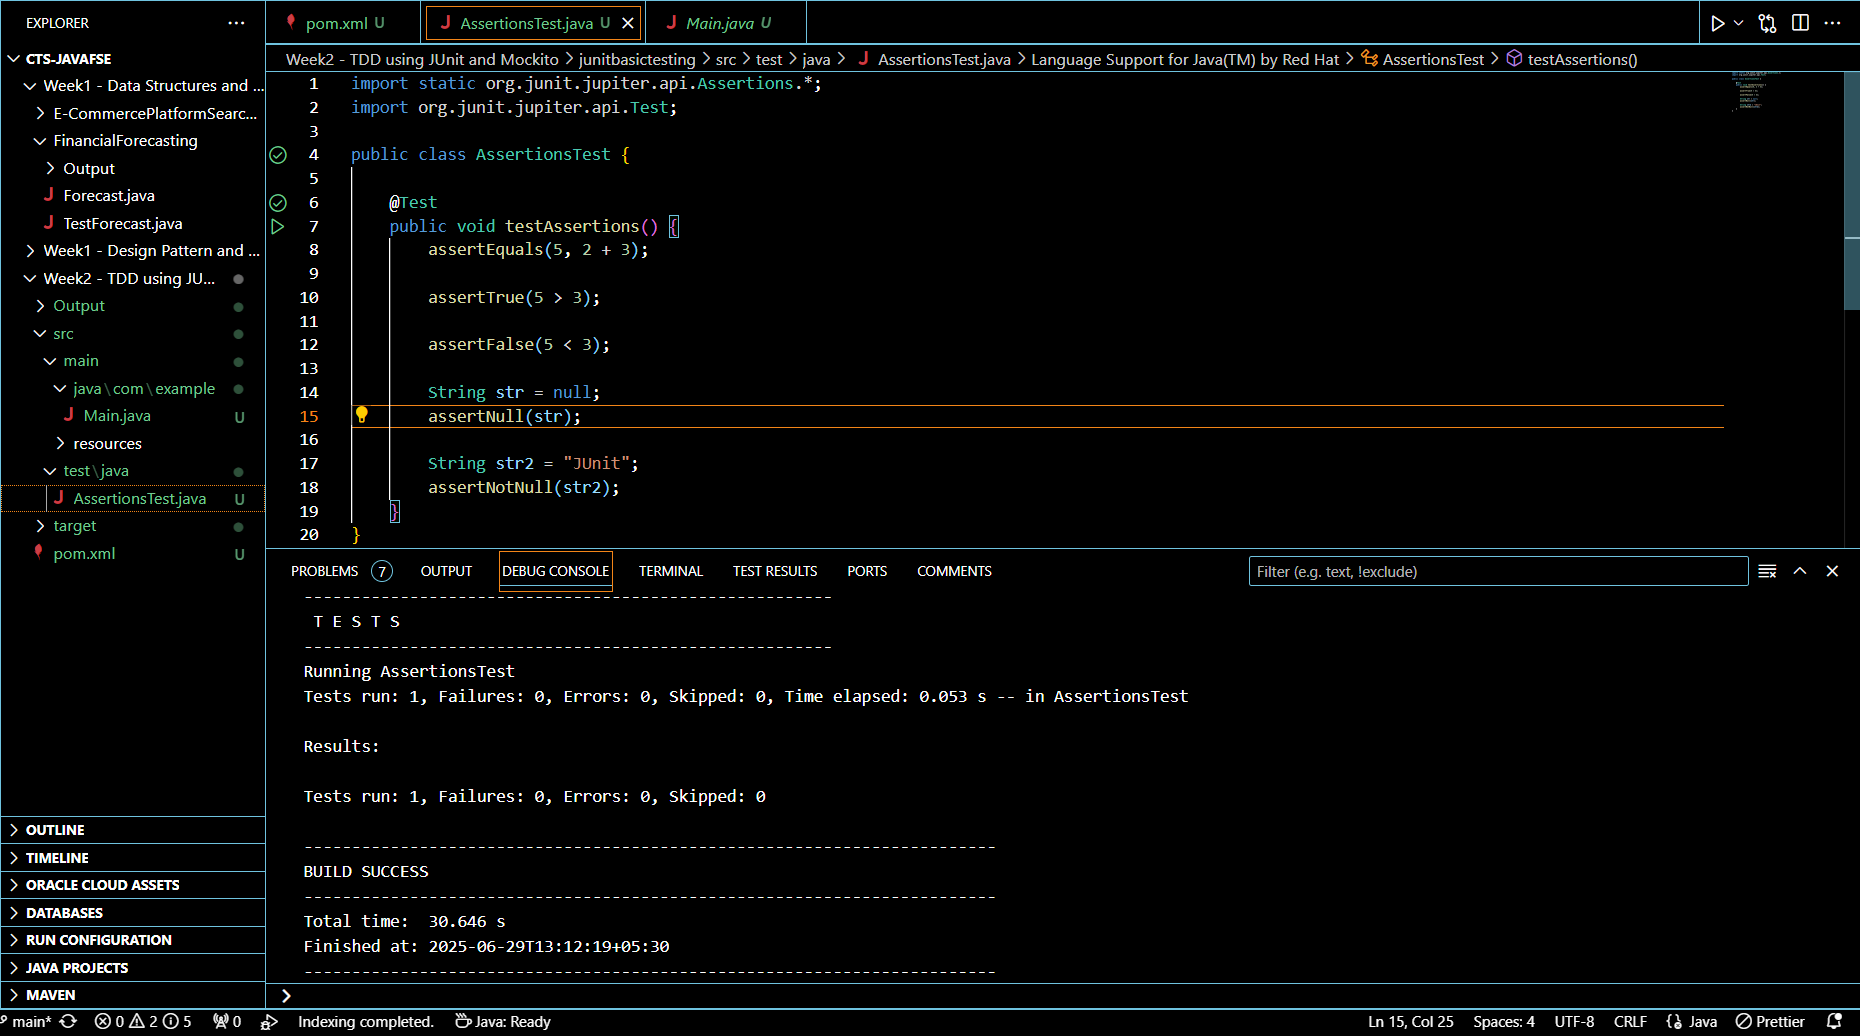 EXPLORER
CTS-JAVAFSE
Week1 - Data Structures and ...
E-CommercePlatformSearc...
FinancialForecasting
Output
Forecast.java
TestForecast.java
Week1 - Design Pattern and ...
Week2 - TDD using JU...
Output
src
main
java\com\example
Main.java U
resources
test\java
AssertionsTest.java U
target
pom.xml U
OUTLINE
TIMELINE
ORACLE CLOUD ASSETS
DATABASES
RUN CONFIGURATION
JAVA PROJECTS
MAVEN
pom.xml U AssertionsTest.java U Main.java U
Week2 - TDD using JUnit and Mockito > junitbasictesting > src > test > java > AssertionsTest.java > Language Support for Java(TM) by Red Hat > AssertionsTest > testAssertions()
1 import static org.junit.jupiter.api.Assertions.*;
2 import org.junit.jupiter.api.Test;
3
4 public class AssertionsTest {
5
6 @Test
7 public void testAssertions() {
8 assertEquals(5, 2 + 3);
9
10 assertTrue(5 > 3);
11
12 assertFalse(5 < 3);
13
14 String str = null;
15 assertNull(str);
16
17 String str2 = "JUnit";
18 assertNotNull(str2);
19 }
20 }
PROBLEMS 7 OUTPUT DEBUG CONSOLE TERMINAL TEST RESULTS PORTS COMMENTS Filter (e.g. text, !exclude)
-------------------------------------------------------
T E S T S
-------------------------------------------------------
Running AssertionsTest
Tests run: 1, Failures: 0, Errors: 0, Skipped: 0, Time elapsed: 0.053 s -- in AssertionsTest
Results:
Tests run: 1, Failures: 0, Errors: 0, Skipped: 0
------------------------------------------------------------------------
BUILD SUCCESS
------------------------------------------------------------------------
Total time:  30.646 s
Finished at: 2025-06-29T13:12:19+05:30
------------------------------------------------------------------------
main* 0 2 5 0 Indexing completed. Java: Ready Ln 15, Col 25 Spaces: 4 UTF-8 CRLF Java Prettier